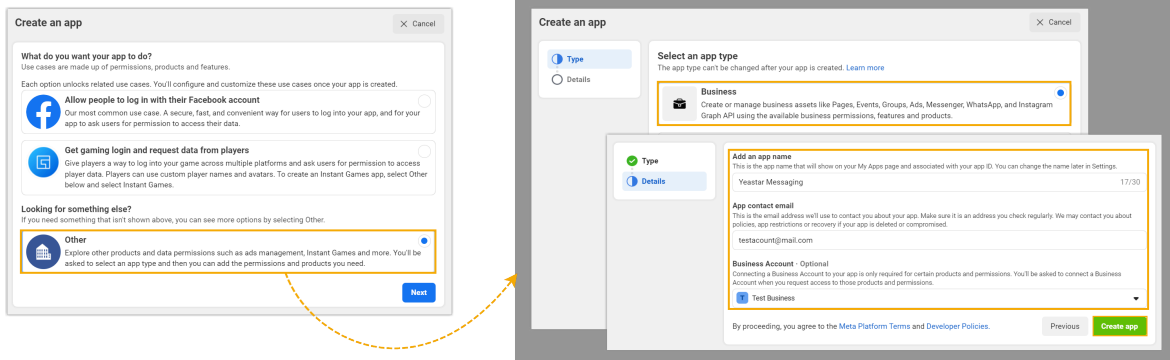 Create an app
Cancel
What do you want your app to do?
Use cases are made up of permissions, products and features.
Each option unlocks related use cases. You'll configure and customize these use cases once your app is created.
Allow people to log in with their Facebook account
Our most common use case. A secure, fast, and convenient way for users to log into your app, and for your
app to ask users for permission to access their data.
Get gaming login and request data from players
Give players a way to log into your game across multiple platforms and ask users for permission to access
player data. Players can use custom player names and avatars. To create an Instant Games app, select Other
below and select Instant Games.
Looking for something else?
If you need something that isn't shown above, you can see more options by selecting Other.
Other
Explore other products and data permissions such as ads management, Instant Games and more. You'll be
asked to select an app type and then you can add the permissions and products you need.
Next
Create an app
Cancel
Type
Details
Select an app type
The app type can't be changed after your app is created. Learn more
Business
Create or manage business assets like Pages, Events, Groups, Ads, Messenger, WhatsApp, and Instagram
Graph API using the available business permissions, features and products.
Type
Details
Add an app name
This is the app name that will show on your My Apps page and associated with your app ID. You can change the name later in Settings.
Yeastar Messaging 17/30
App contact email
This is the email address we'll use to contact you about your app. Make sure it is an address you check regularly. We may contact you about
policies, app restrictions or recovery if your app is deleted or compromised.
testacount@mail.com
Business Account · Optional
Connecting a Business Account to your app is only required for certain products and permissions. You'll be asked to connect a Business
Account when you request access to those products and permissions.
T Test Business
By proceeding, you agree to the Meta Platform Terms and Developer Policies.
Previous
Create app